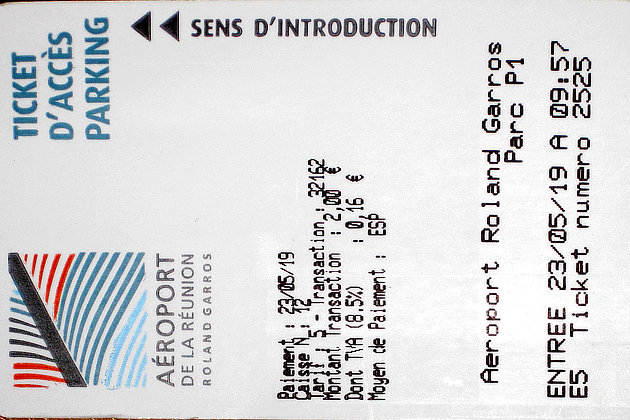 SENS D'INTRODUCTION
TICKET
D'ACCÈS
PARKING
AÉROPORT
DE LA RÉUNION
ROLAND GARROS
Paiement : 23/05/19
Caisse N : 12
Tarif : 5 - Transaction : 32162
Montant Transaction : 2,00 €
Dont TVA (8.5%) : 0,16 €
Moyen de Paiement : ESP
Aeroport Roland Garros
Parc P1
ENTREE 23/05/19 A 09:57
E5 Ticket numero 2525